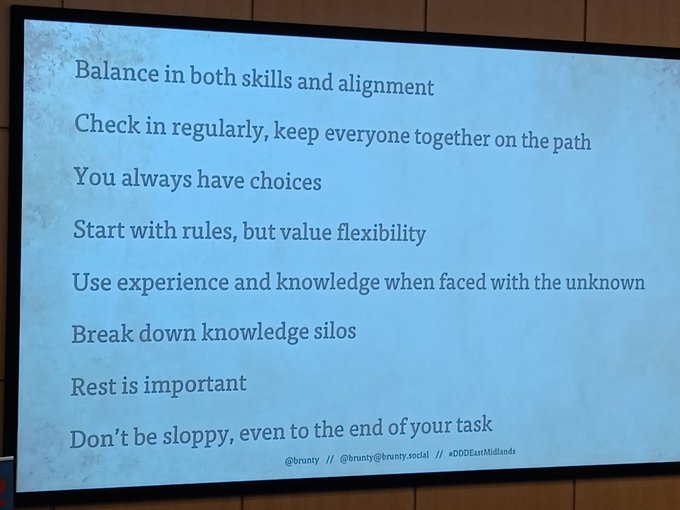 Balance in both skills and alignment
Check in regularly, keep everyone together on the path
You always have choices
Start with rules, but value flexibility
Use experience and knowledge when faced with the unknown
Break down knowledge silos
Rest is important
Don't be sloppy, even to the end of your task
@brunty // @brunty@brunty.social // #DDDEastMidlands